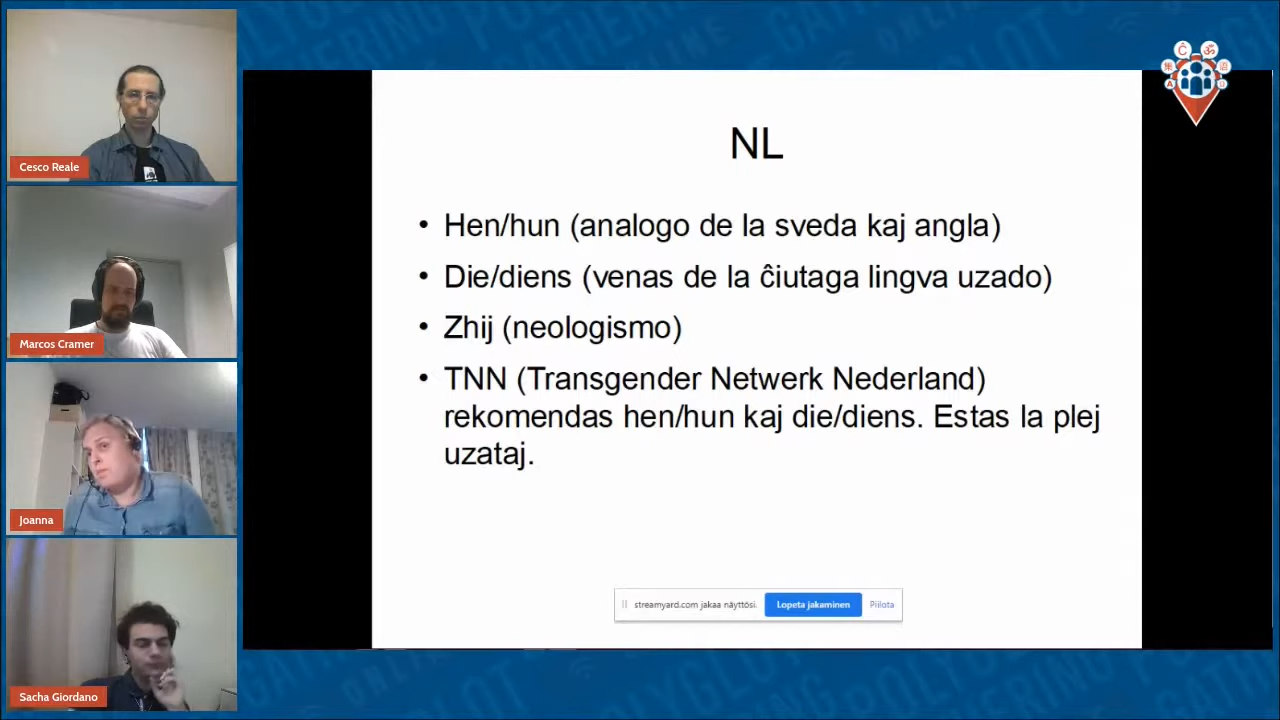 Cesco Reale
Marcos Cramer
Joanna
Sacha Giordano
NL
• Hen/hun (analogo de la sveda kaj angla)
• Die/diens (venas de la ĉiutaga lingva uzado)
• Zhij (neologismo)
• TNN (Transgender Netwerk Nederland)
rekomendas hen/hun kaj die/diens. Estas la plej
uzataj.
streamyard.com jakaa näyttösi.
Lopeta jakaminen
Piilota